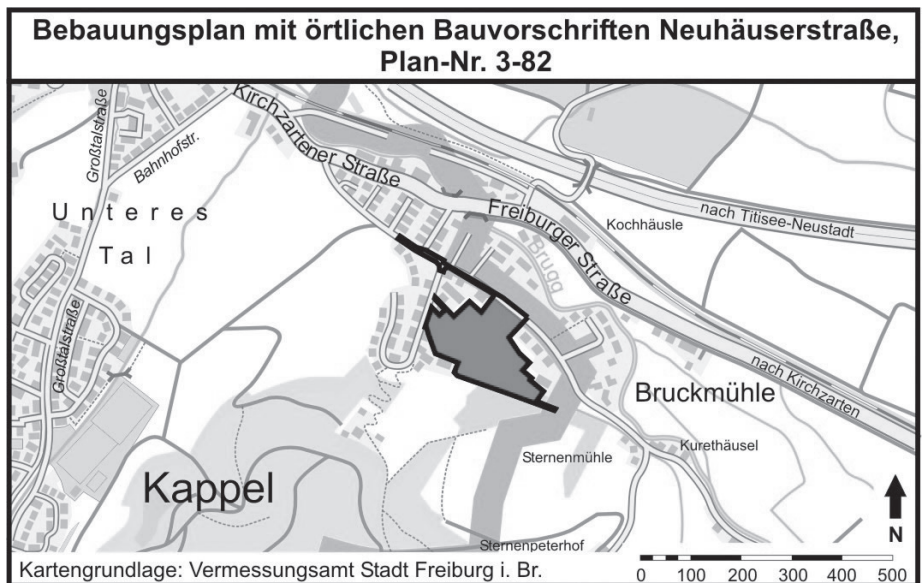 Bebauungsplan mit örtlichen Bauvorschriften Neuhäuserstraße,
Plan-Nr. 3-82
Kirchzartener Straße
Großtalstraße
Bahnhofstr.
Unteres
Tal
Freiburger Straße
Kochhäusle
nach Titisee-Neustadt
Brugg
Großtalstraße
nach Kirchzarten
Bruckmühle
Kurethäusel
Sternenmühle
Kappel
Sternenpeterhof
N
Kartengrundlage: Vermessungsamt Stadt Freiburg i. Br.
0 100 200 300 400 500